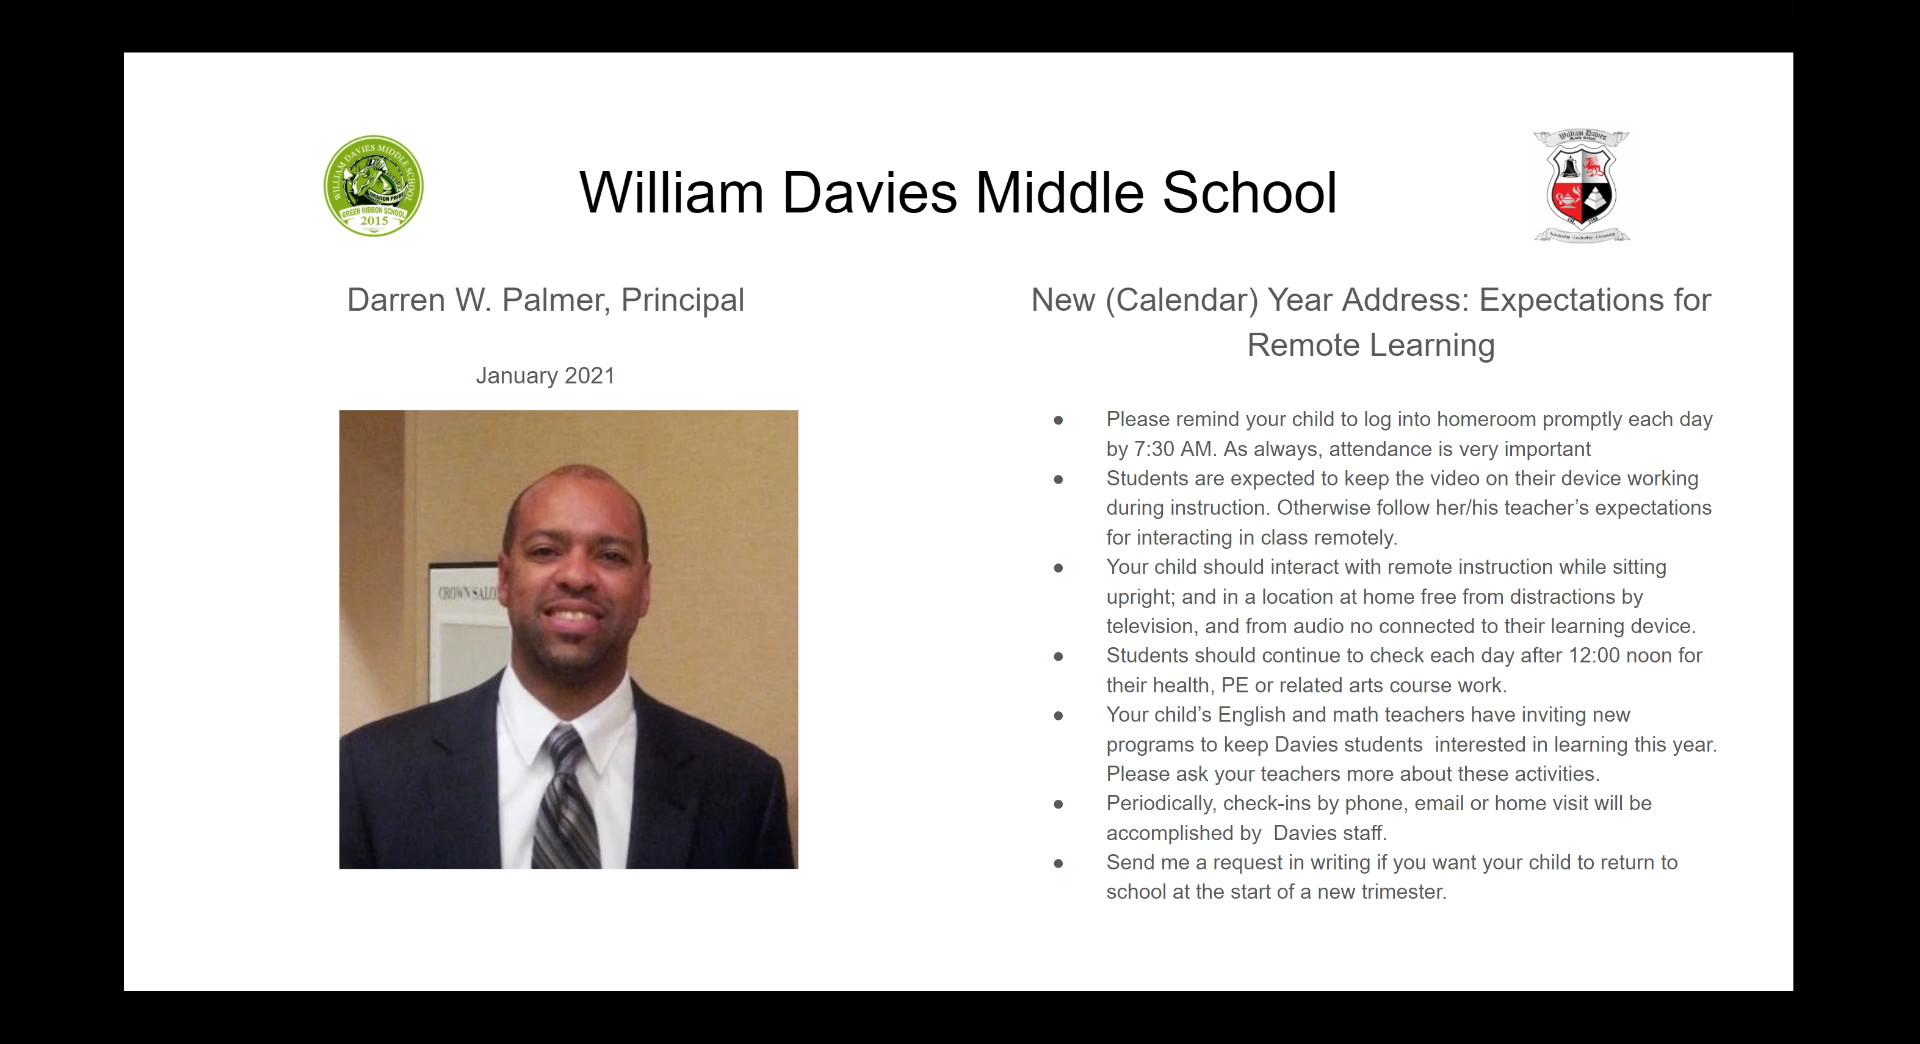 WILLIAM DAVIES MIDDLE SCHOOL
GREEN RIBBON SCHOOL
2015
William Davies Middle School
William Davies
Darren W. Palmer, Principal
January 2021
CROWN SALO
New (Calendar) Year Address: Expectations for
Remote Learning
● Please remind your child to log into homeroom promptly each day
by 7:30 AM. As always, attendance is very important
● Students are expected to keep the video on their device working
during instruction. Otherwise follow her/his teacher’s expectations
for interacting in class remotely.
● Your child should interact with remote instruction while sitting
upright; and in a location at home free from distractions by
television, and from audio no connected to their learning device.
● Students should continue to check each day after 12:00 noon for
their health, PE or related arts course work.
● Your child’s English and math teachers have inviting new
programs to keep Davies students  interested in learning this year.
Please ask your teachers more about these activities.
● Periodically, check-ins by phone, email or home visit will be
accomplished by  Davies staff.
● Send me a request in writing if you want your child to return to
school at the start of a new trimester.